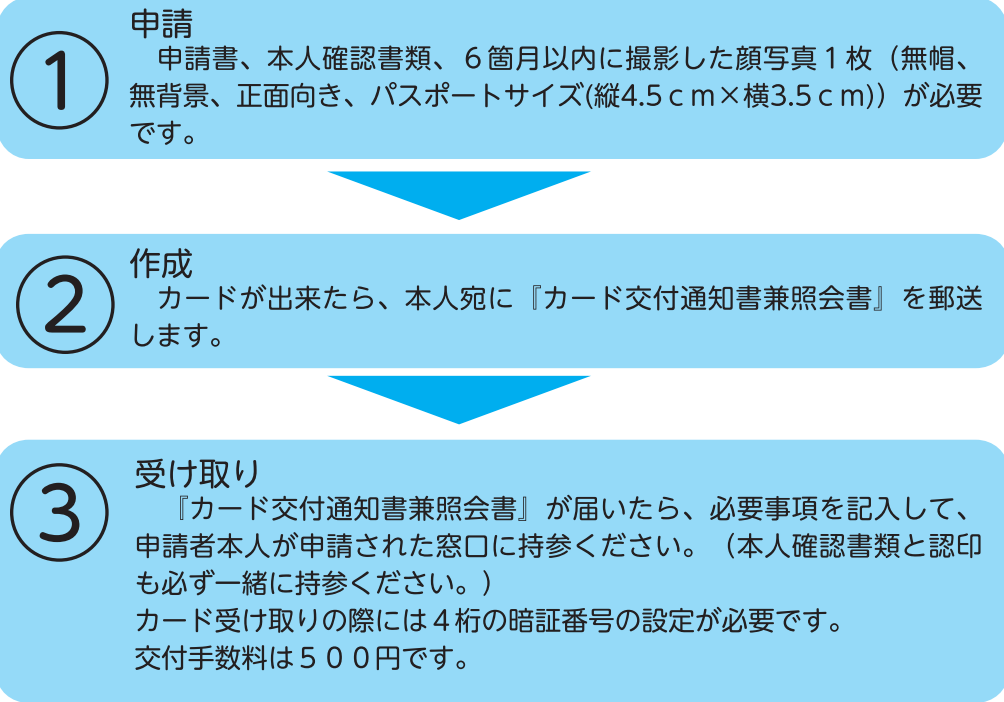 ① 申請
　申請書、本人確認書類、６箇月以内に撮影した顔写真１枚（無帽、
無背景、正面向き、パスポートサイズ(縦4.5ｃｍ×横3.5ｃｍ)）が必要
です。
② 作成
　カードが出来たら、本人宛に『カード交付通知書兼照会書』を郵送
します。
③ 受け取り
　『カード交付通知書兼照会書』が届いたら、必要事項を記入して、
申請者本人が申請された窓口に持参ください。（本人確認書類と認印
も必ず一緒に持参ください。）
カード受け取りの際には４桁の暗証番号の設定が必要です。
交付手数料は５００円です。